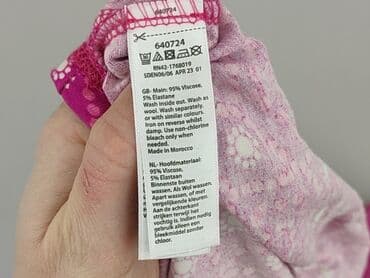 640724
640724
RN42-1768019
SDEN06/06 APR 23 01
GB- Main: 95% Viscose,
5% Elastane
Wash inside out. Wash as
wool. Wash separately,
or with similar colours.
Iron on reverse whilst
damp. Use non-chlorine
bleach only when
needed.
Made in Morocco
NL- Hoofdmateriaal:
95% Viscose,
5% Elastaan
Binnenste buiten
wassen. Als Wol wassen.
Apart wassen, of met
vergelijkende kleuren.
Aan de achterkant
strijken terwijl het
vochtig is. Indien nodig
gebruik alleen een
bleekmiddel zonder
chloor.